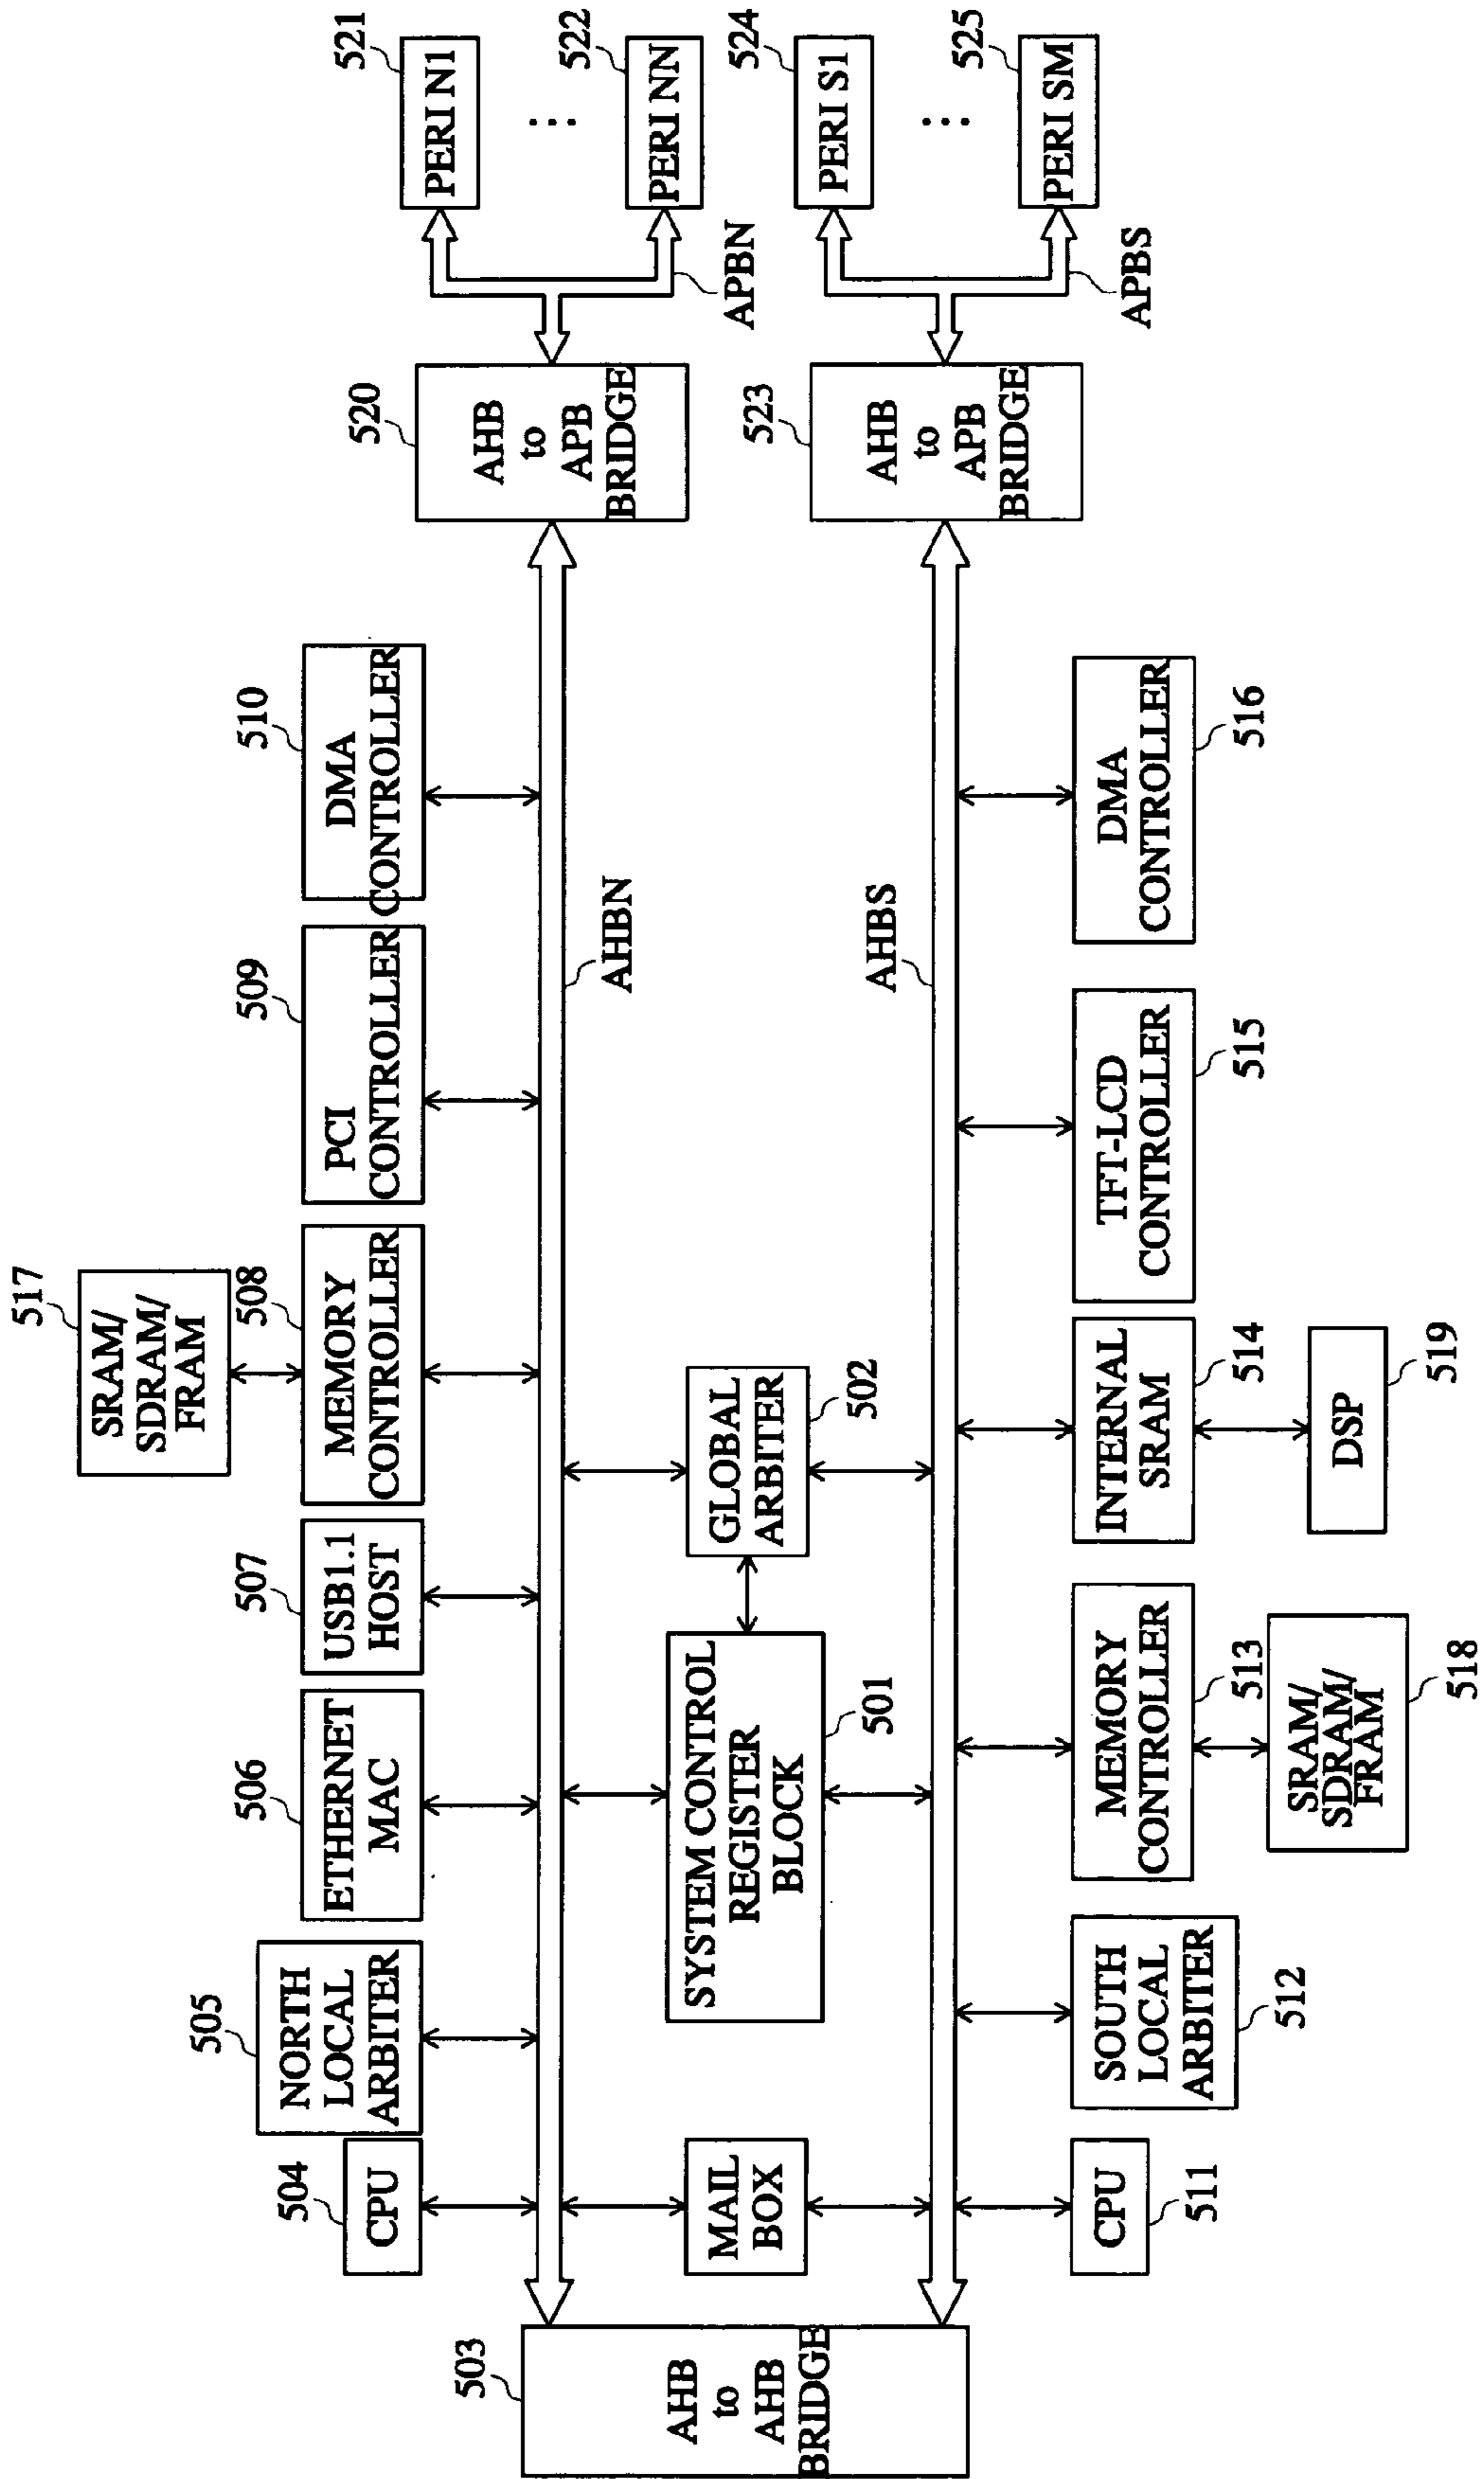 517
SRAM/
SDRAM/
FRAM
505
NORTH
LOCAL
ARBITER
504
CPU
506
ETHERNET
MAC
507
USB1.1
HOST
508
MEMORY
CONTROLLER
509
PCI
CONTROLLER
510
DMA
CONTROLLER
AHBN
503
AHB
to
AHB
BRIDGE
MAIL
BOX
SYSTEM CONTROL
REGISTER
BLOCK
501
GLOBAL
ARBITER
502
AHBS
CPU
511
SOUTH
LOCAL
ARBITER
512
MEMORY
CONTROLLER
513
SRAM/
SDRAM/
FRAM
518
INTERNAL
SRAM
514
DSP
519
TFT-LCD
CONTROLLER
515
DMA
CONTROLLER
516
520
AHB
to
APB
BRIDGE
APBN
521
PERI N1
522
PERI NN
523
AHB
to
APB
BRIDGE
APBS
524
PERI S1
525
PERI SM